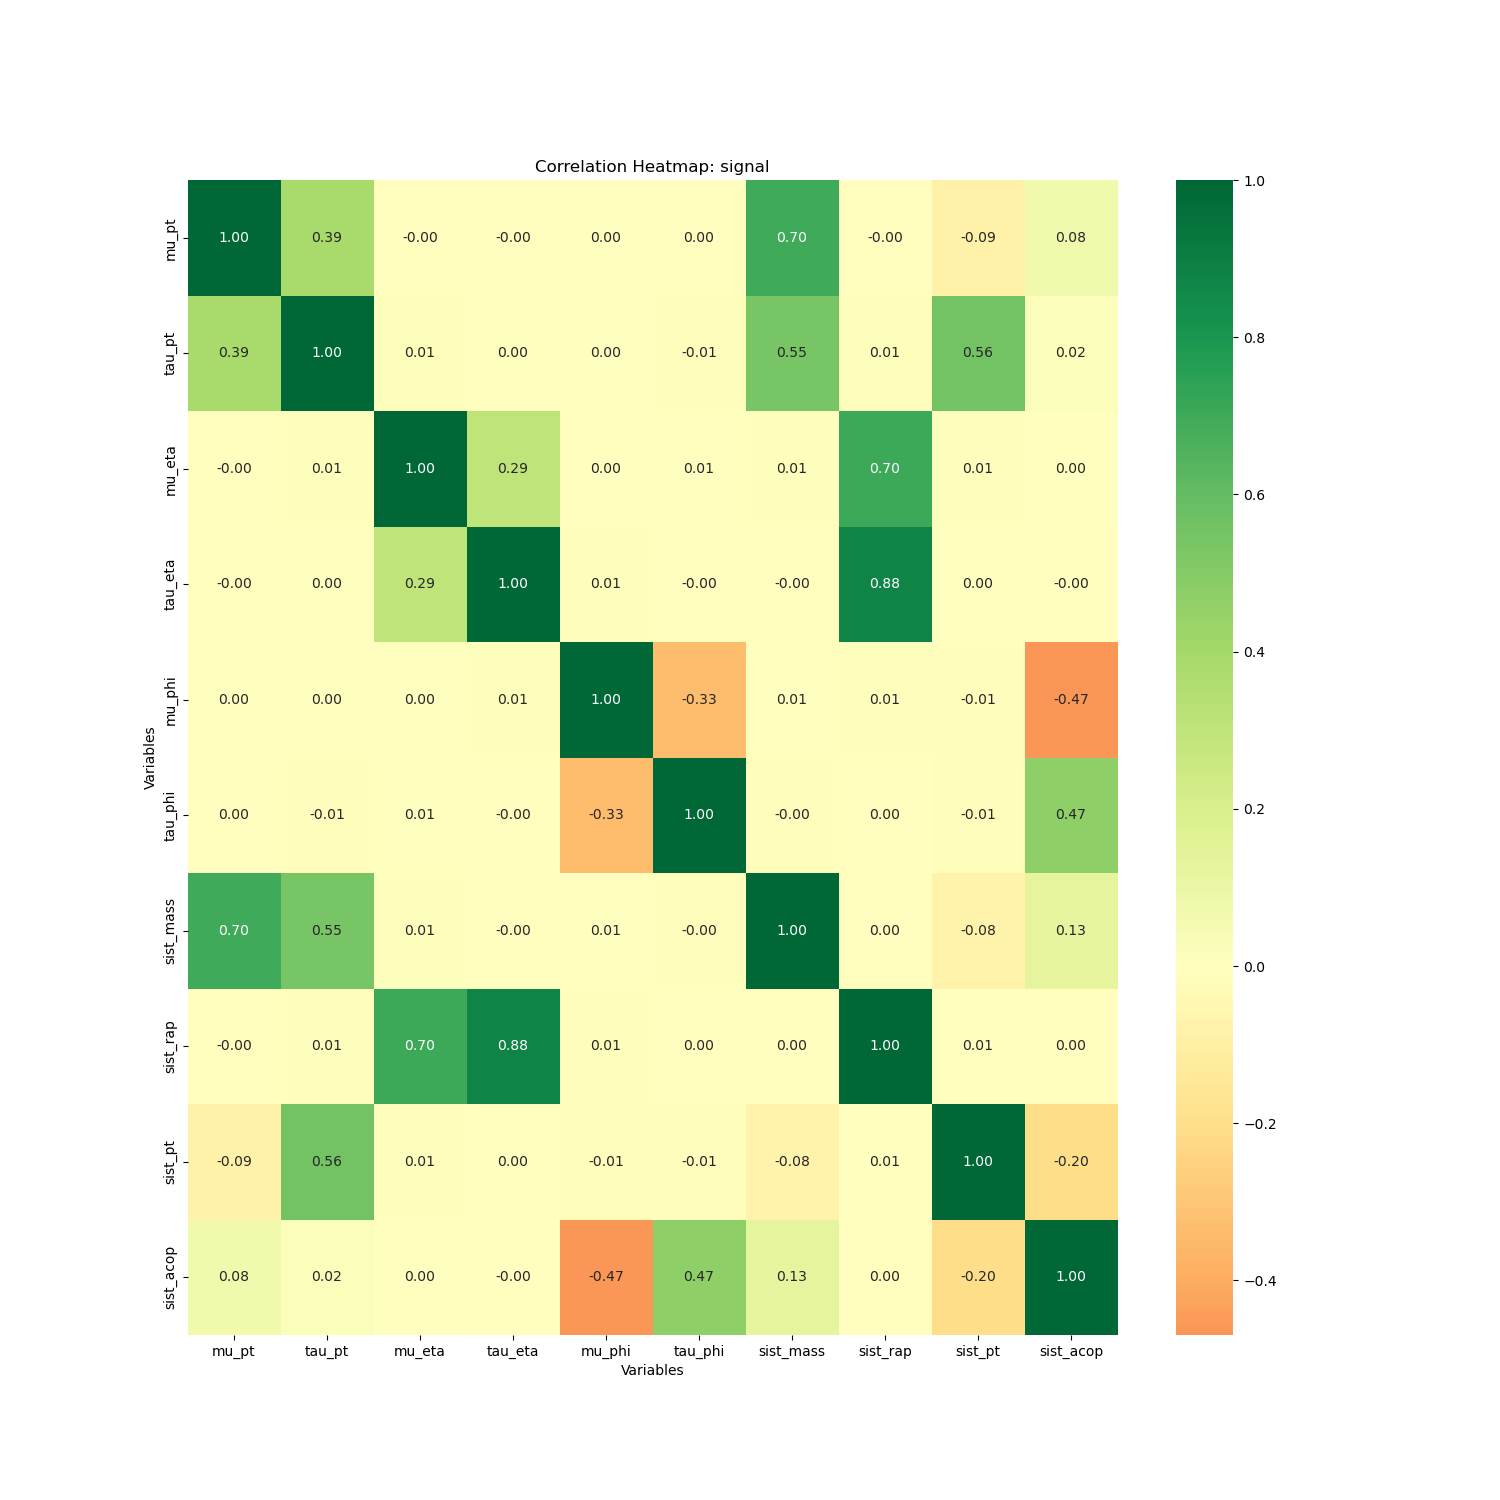 Correlation Heatmap: signal
mu_pt 1.00 0.39 -0.00 -0.00 0.00 0.00 0.70 -0.00 -0.09 0.08
tau_pt 0.39 1.00 0.01 0.00 0.00 -0.01 0.55 0.01 0.56 0.02
mu_eta -0.00 0.01 1.00 0.29 0.00 0.01 0.01 0.70 0.01 0.00
tau_eta -0.00 0.00 0.29 1.00 0.01 -0.00 -0.00 0.88 0.00 -0.00
mu_phi 0.00 0.00 0.00 0.01 1.00 -0.33 0.01 0.01 -0.01 -0.47
Variables
tau_phi 0.00 -0.01 0.01 -0.00 -0.33 1.00 -0.00 0.00 -0.01 0.47
sist_mass 0.70 0.55 0.01 -0.00 0.01 -0.00 1.00 0.00 -0.08 0.13
sist_rap -0.00 0.01 0.70 0.88 0.01 0.00 0.00 1.00 0.01 0.00
sist_pt -0.09 0.56 0.01 0.00 -0.01 -0.01 -0.08 0.01 1.00 -0.20
sist_acop 0.08 0.02 0.00 -0.00 -0.47 0.47 0.13 0.00 -0.20 1.00
mu_pt tau_pt mu_eta tau_eta mu_phi tau_phi sist_mass sist_rap sist_pt sist_acop
Variables
1.0
0.8
0.6
0.4
0.2
0.0
−0.2
−0.4